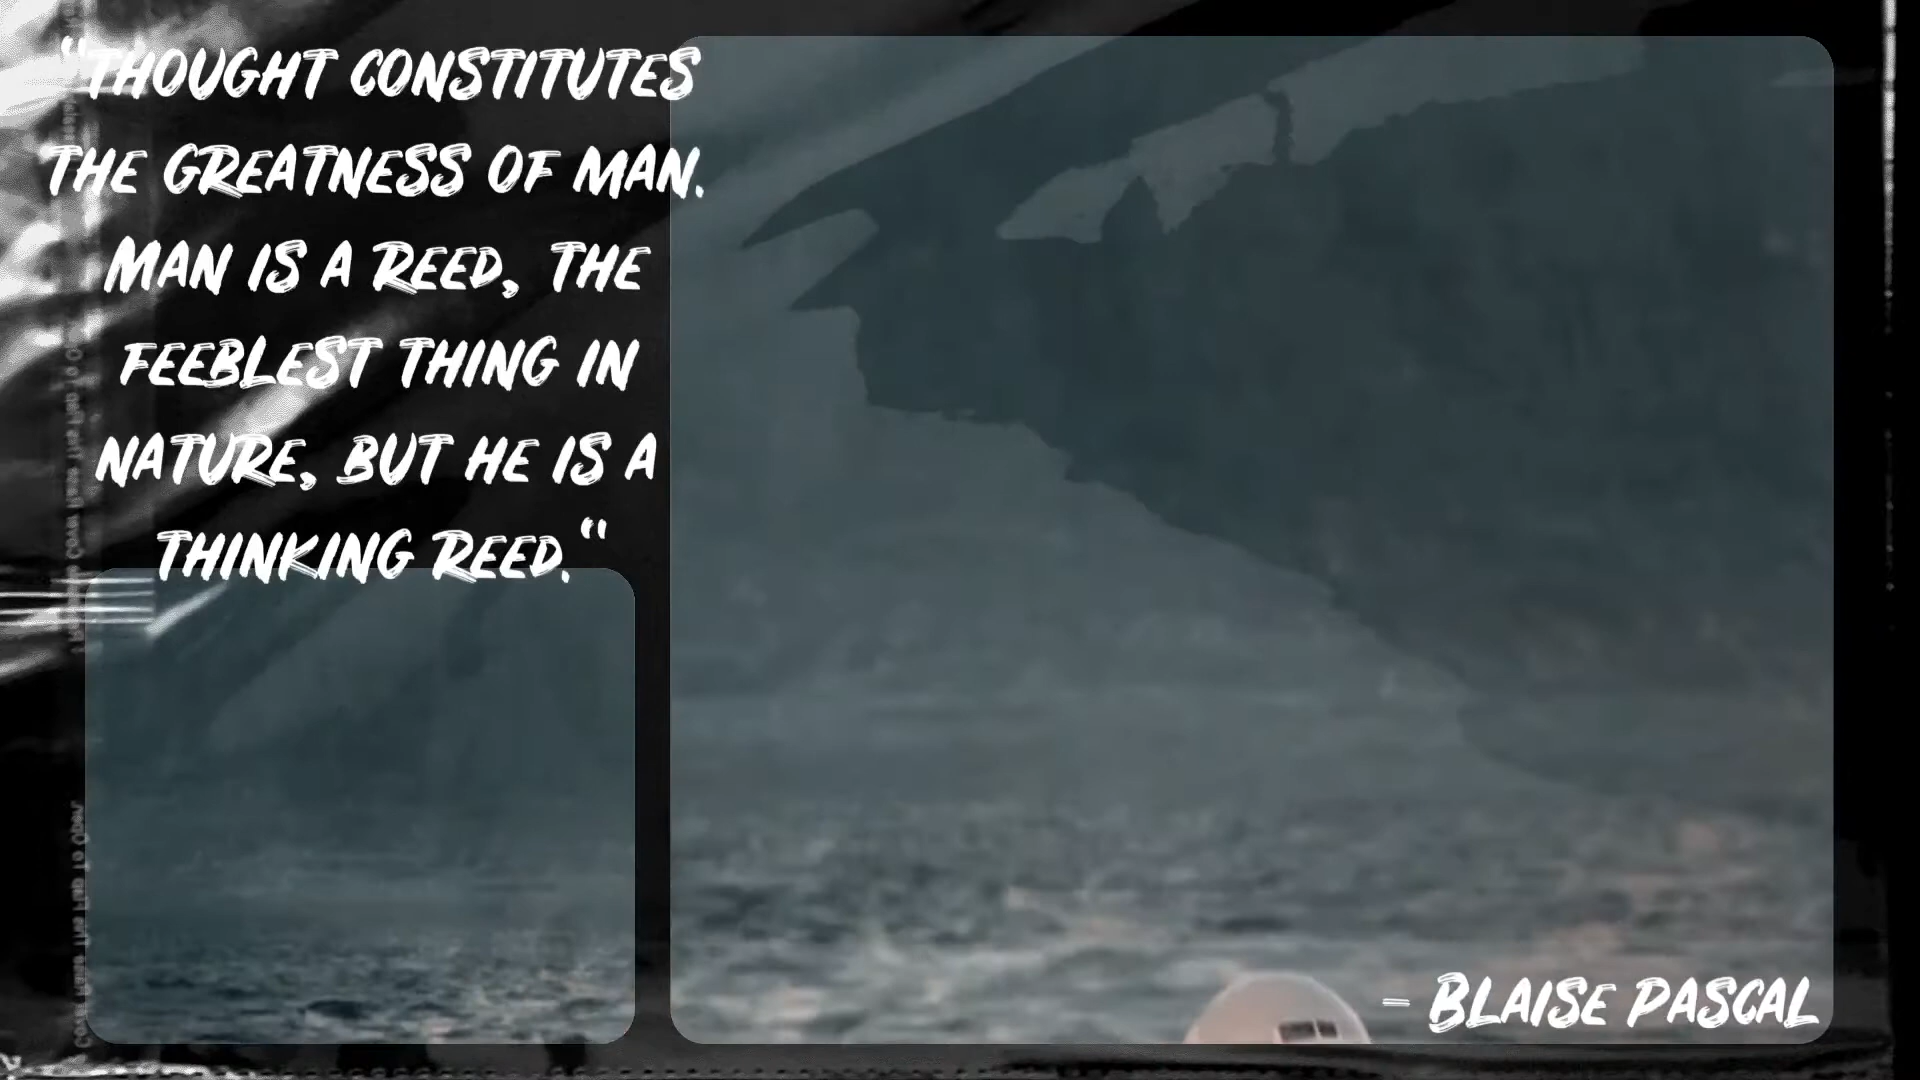 “THOUGHT CONSTITUTES
THE GREATNESS OF MAN.
MAN IS A REED, THE
FEEBLEST THING IN
NATURE, BUT HE IS A
THINKING REED.“
– BLAISE PASCAL